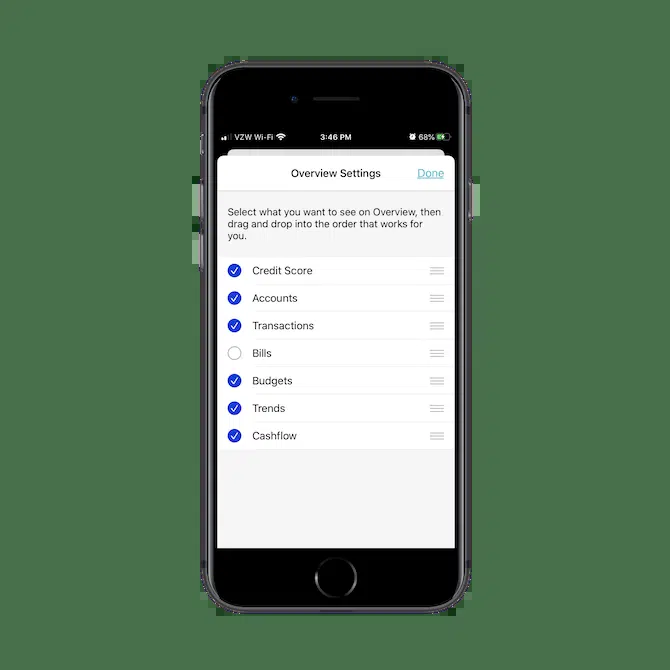 VZW Wi-Fi 3:46 PM 68%
Overview Settings Done
Select what you want to see on Overview, then
drag and drop into the order that works for
you.
Credit Score
Accounts
Transactions
Bills
Budgets
Trends
Cashflow